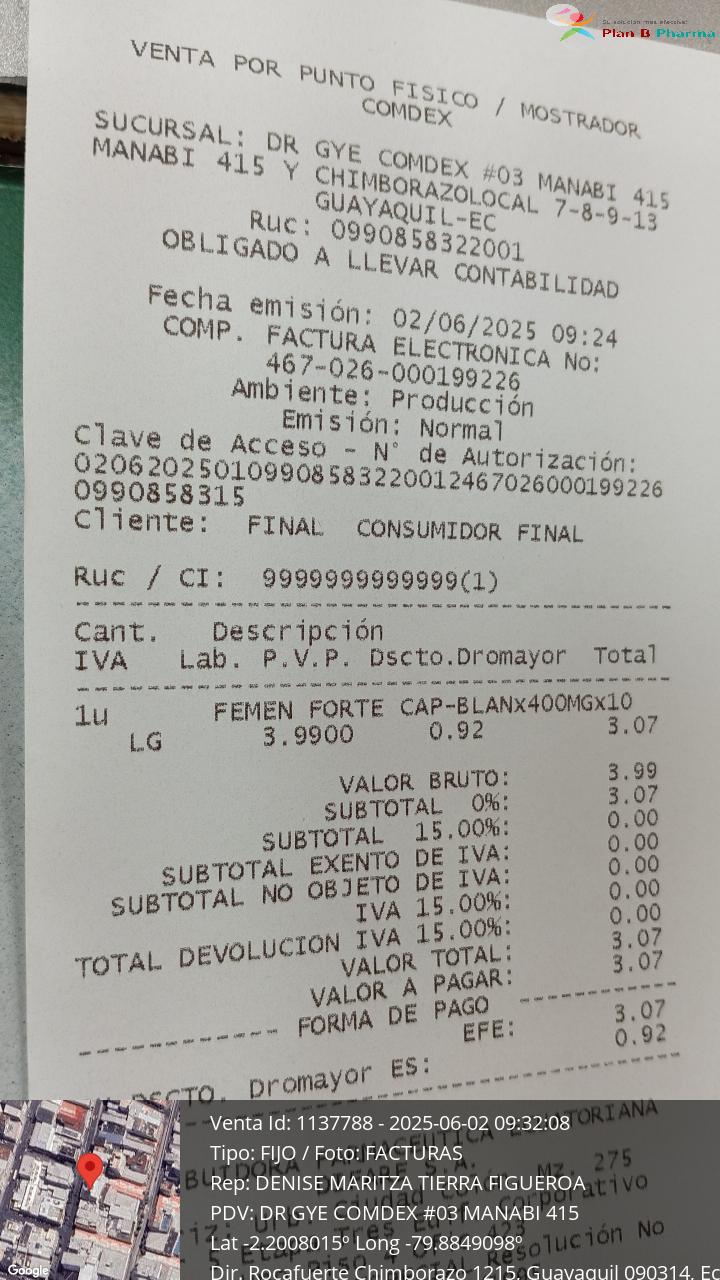 Su solución más efectiva!
Plan B Pharma
VENTA POR PUNTO FISICO / MOSTRADOR
COMDEX
SUCURSAL: DR GYE COMDEX #03 MANABI 415
MANABI 415 Y CHIMBORAZOLOCAL 7-8-9-13
GUAYAQUIL-EC
Ruc: 0990858322001
OBLIGADO A LLEVAR CONTABILIDAD
Fecha emisión: 02/06/2025 09:24
COMP. FACTURA ELECTRONICA No:
467-026-000199226
Ambiente: Producción
Emisión: Normal
Clave de Acceso - N° de Autorización:
020620250109908583220012467026000199226
0990858315
Cliente: FINAL CONSUMIDOR FINAL
Ruc / CI: 9999999999999(1)
Cant. Descripción
IVA Lab. P.V.P. Dscto.Dromayor Total
1u FEMEN FORTE CAP-BLANx400MGx10
LG 3.9900 0.92 3.07
VALOR BRUTO: 3.99
SUBTOTAL 0%: 3.07
SUBTOTAL 15.00%: 0.00
SUBTOTAL EXENTO DE IVA: 0.00
SUBTOTAL NO OBJETO DE IVA: 0.00
IVA 15.00%: 0.00
TOTAL DEVOLUCION IVA 15.00%: 0.00
VALOR TOTAL: 3.07
VALOR A PAGAR: 3.07
FORMA DE PAGO
EFE: 3.07
DSCTO. Dromayor ES: 0.92
Venta Id: 1137788 - 2025-06-02 09:32:08
Tipo: FIJO / Foto: FACTURAS
Rep: DENISE MARITZA TIERRA FIGUEROA
PDV: DR GYE COMDEX #03 MANABI 415
Lat -2.2008015º Long -79.8849098º
Dir. Rocafuerte Chimborazo 1215, Guayaquil 090314, Ec
Google